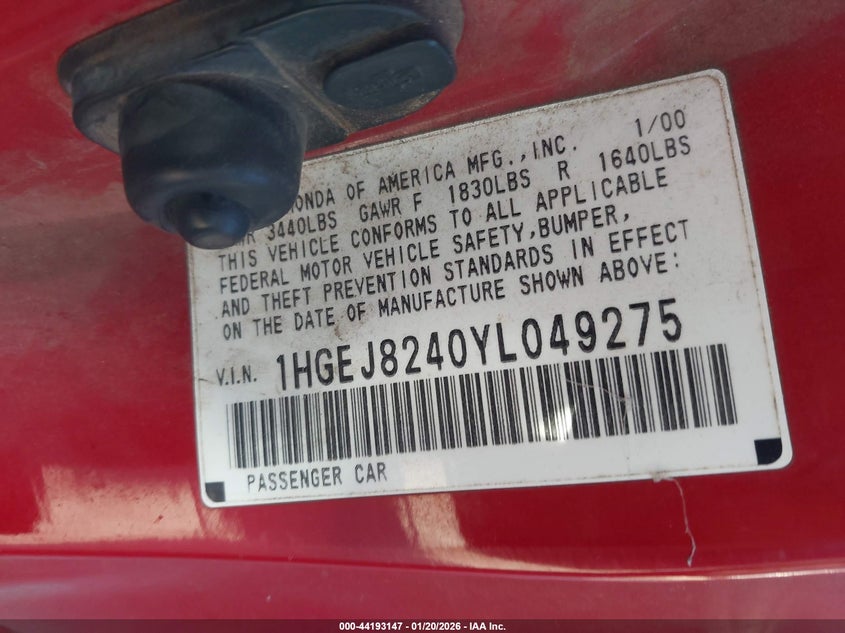 1/00
HONDA OF AMERICA MFG.,INC.
3440LBS GAWR F 1830LBS R 1640LBS
THIS VEHICLE CONFORMS TO ALL APPLICABLE
FEDERAL MOTOR VEHICLE SAFETY,BUMPER,
AND THEFT PREVENTION STANDARDS IN EFFECT
ON THE DATE OF MANUFACTURE SHOWN ABOVE:
V.I.N. 1HGEJ8240YL049275
PASSENGER CAR
000-44193147 — 01/20/2026 — IAA Inc.